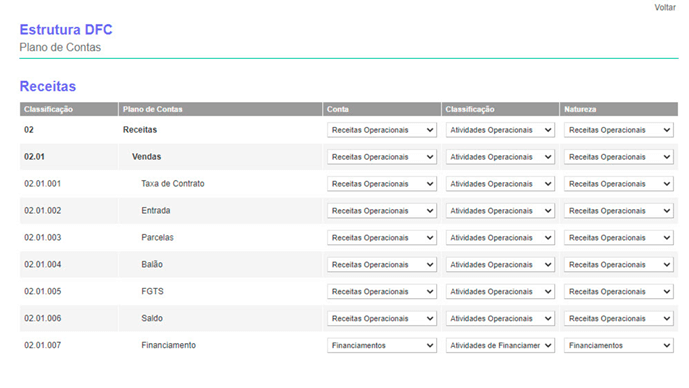 Voltar
Estrutura DFC
Plano de Contas
Receitas
Classificação Plano de Contas Conta Classificação Natureza
02 Receitas Receitas Operacionais Atividades Operacionais Receitas Operacionais
02.01 Vendas Receitas Operacionais Atividades Operacionais Receitas Operacionais
02.01.001 Taxa de Contrato Receitas Operacionais Atividades Operacionais Receitas Operacionais
02.01.002 Entrada Receitas Operacionais Atividades Operacionais Receitas Operacionais
02.01.003 Parcelas Receitas Operacionais Atividades Operacionais Receitas Operacionais
02.01.004 Balão Receitas Operacionais Atividades Operacionais Receitas Operacionais
02.01.005 FGTS Receitas Operacionais Atividades Operacionais Receitas Operacionais
02.01.006 Saldo Receitas Operacionais Atividades Operacionais Receitas Operacionais
02.01.007 Financiamento Financiamentos Atividades de Financiamer Financiamentos